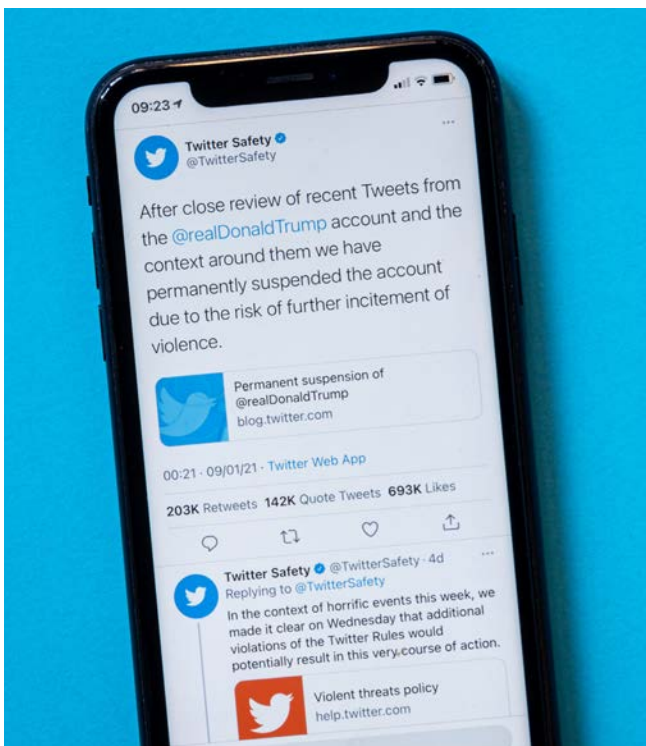 09:23
Twitter Safety
@TwitterSafety
After close review of recent Tweets from
the @realDonaldTrump account and the
context around them we have
permanently suspended the account
due to the risk of further incitement of
violence.
Permanent suspension of
@realDonaldTrump
blog.twitter.com
00:21 · 09/01/21 · Twitter Web App
203K Retweets 142K Quote Tweets 693K Likes
Twitter Safety @TwitterSafety · 4d
Replying to @TwitterSafety
In the context of horrific events this week, we
made it clear on Wednesday that additional
violations of the Twitter Rules would
potentially result in this very course of action.
Violent threats policy
help.twitter.com